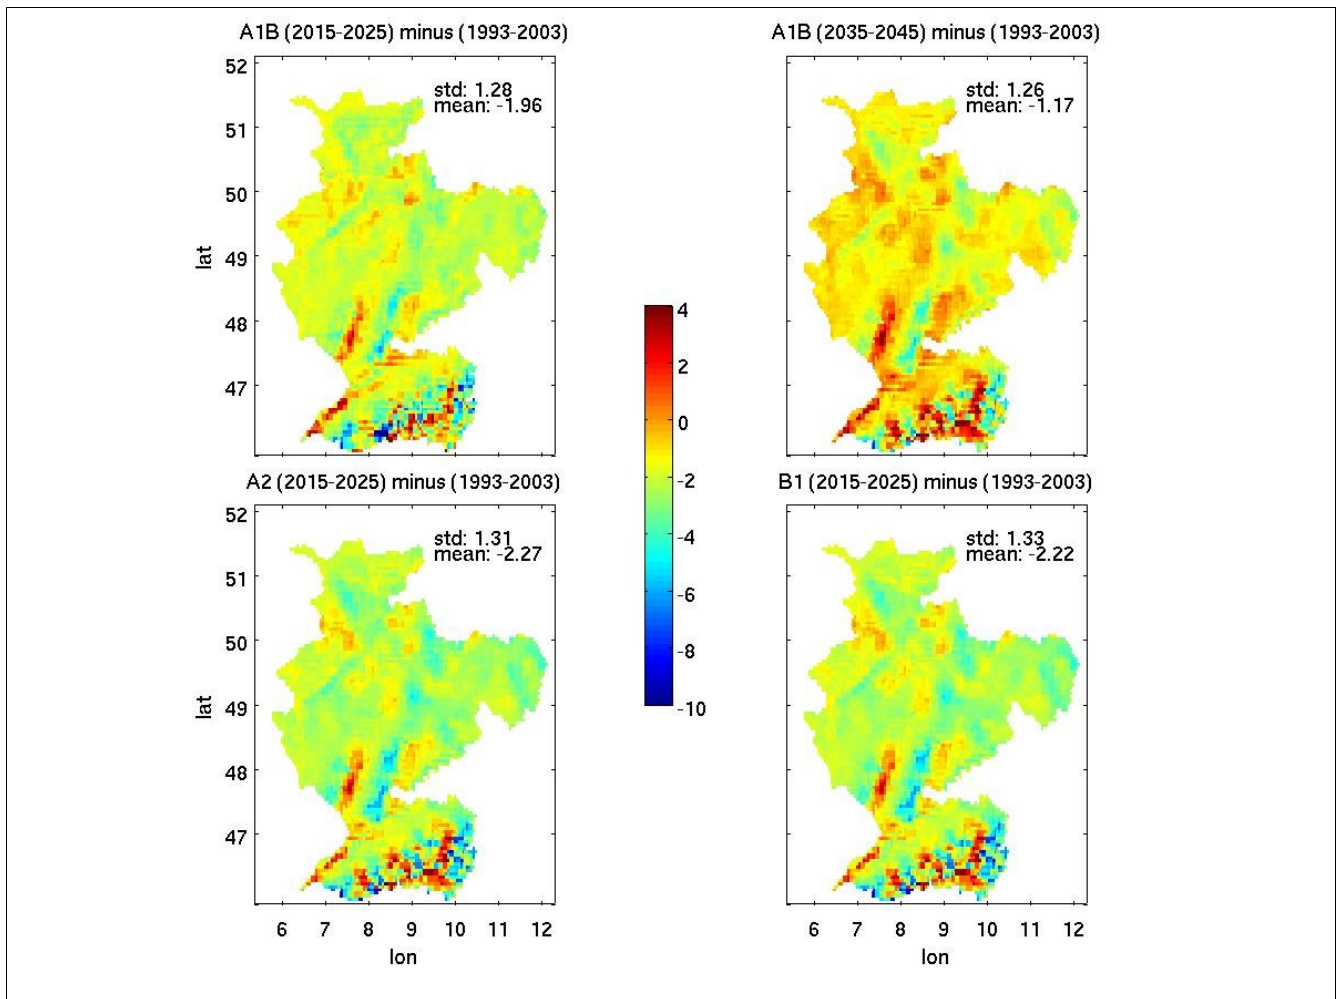 A1B (2015-2025) minus (1993-2003)
A1B (2035-2045) minus (1993-2003)
52
51
50
49
48
47
lat
std: 1.28
mean: -1.96
std: 1.26
mean: -1.17
4
2
0
-2
-4
-6
-8
-10
A2 (2015-2025) minus (1993-2003)
B1 (2015-2025) minus (1993-2003)
52
51
50
49
48
47
lat
std: 1.31
mean: -2.27
std: 1.33
mean: -2.22
6 7 8 9 10 11 12
lon
6 7 8 9 10 11 12
lon